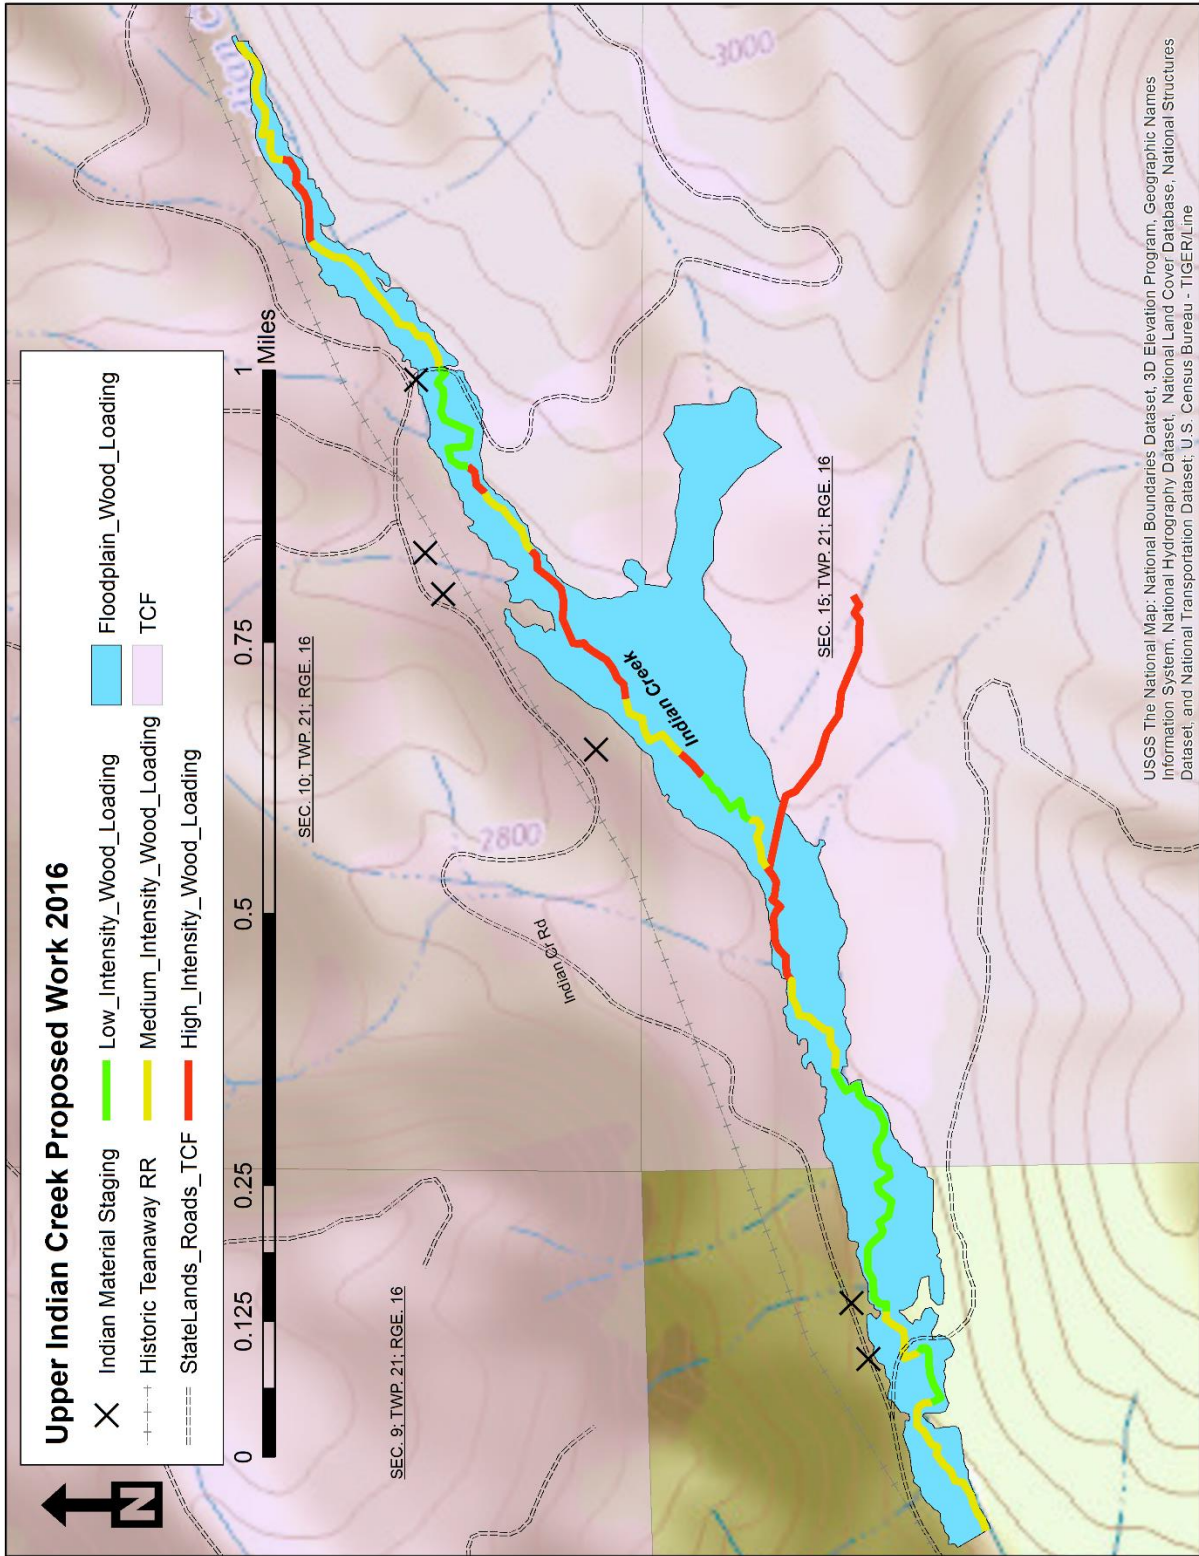 Upper Indian Creek Proposed Work 2016
Indian Material Staging
Historic Teanaway RR
StateLands_Roads_TCF
Low_Intensity_Wood_Loading
Medium_Intensity_Wood_Loading
High_Intensity_Wood_Loading
Floodplain_Wood_Loading
TCF
N
0 0.125 0.25 0.5 0.75 1
Miles
SEC. 9; TWP. 21; RGE. 16
SEC. 10; TWP. 21; RGE. 16
2800
Indian Cr Rd
Indian Creek
SEC. 15; TWP. 21; RGE. 16
3000
USGS The National Map: National Boundaries Dataset, 3D Elevation Program, Geographic Names
Information System, National Hydrography Dataset, National Land Cover Database, National Structures
Dataset, and National Transportation Dataset; U.S. Census Bureau - TIGER/Line